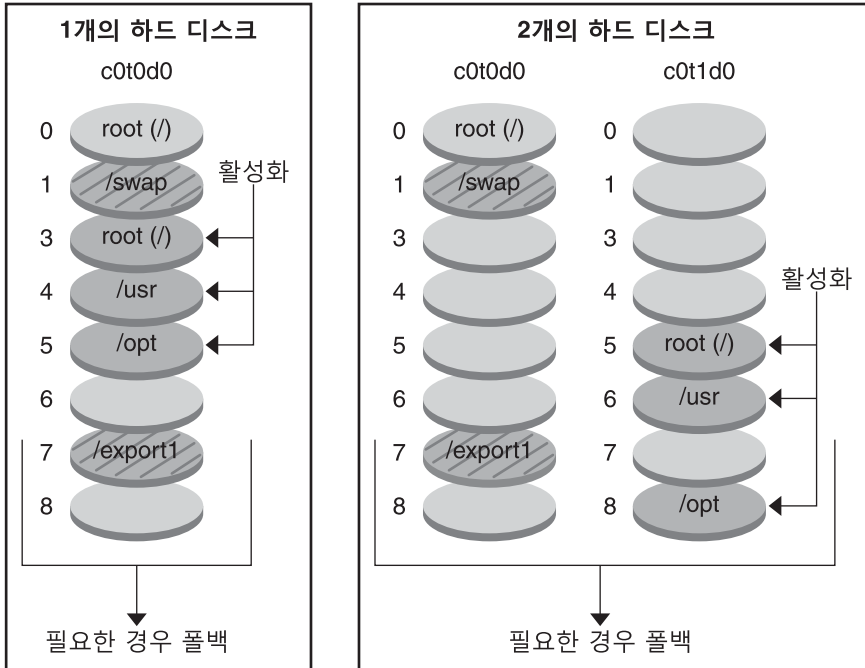 1개의 하드 디스크
c0t0d0
0 root (/)
1 /swap
활성화
3 root (/)
4 /usr
5 /opt
6
7 /export1
8
필요한 경우 폴백
2개의 하드 디스크
c0t0d0
0 root (/)
1 /swap
3
4
5
6
7 /export1
8
c0t1d0
0
1
3
4
활성화
5 root (/)
6 /usr
7
8 /opt
필요한 경우 폴백